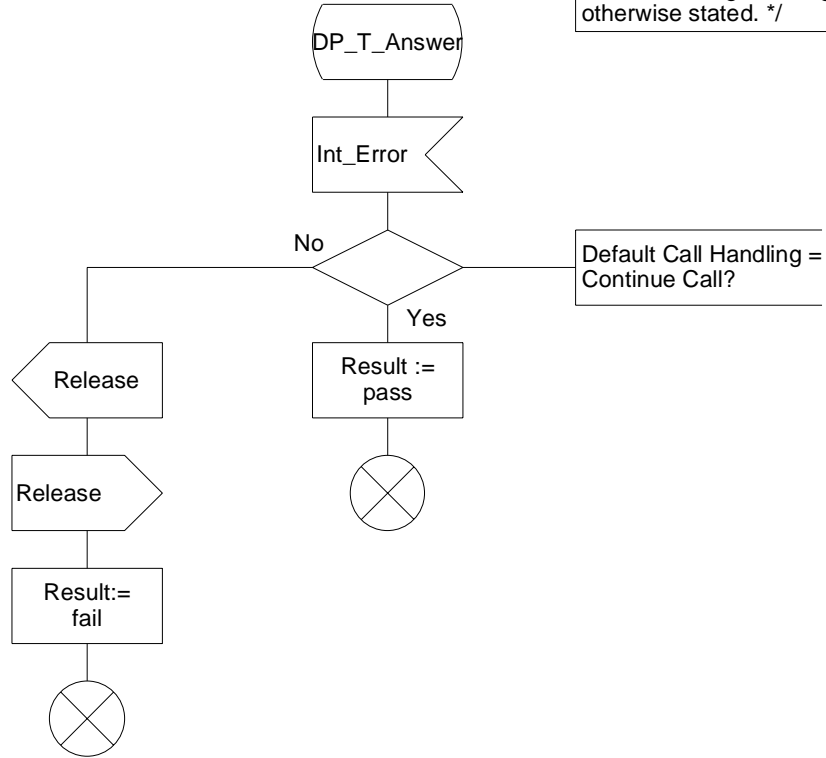 otherwise stated. */
DP_T_Answer
Int_Error
No
Default Call Handling =
Continue Call?
Yes
Release
Result :=
pass
Release
Result:=
fail